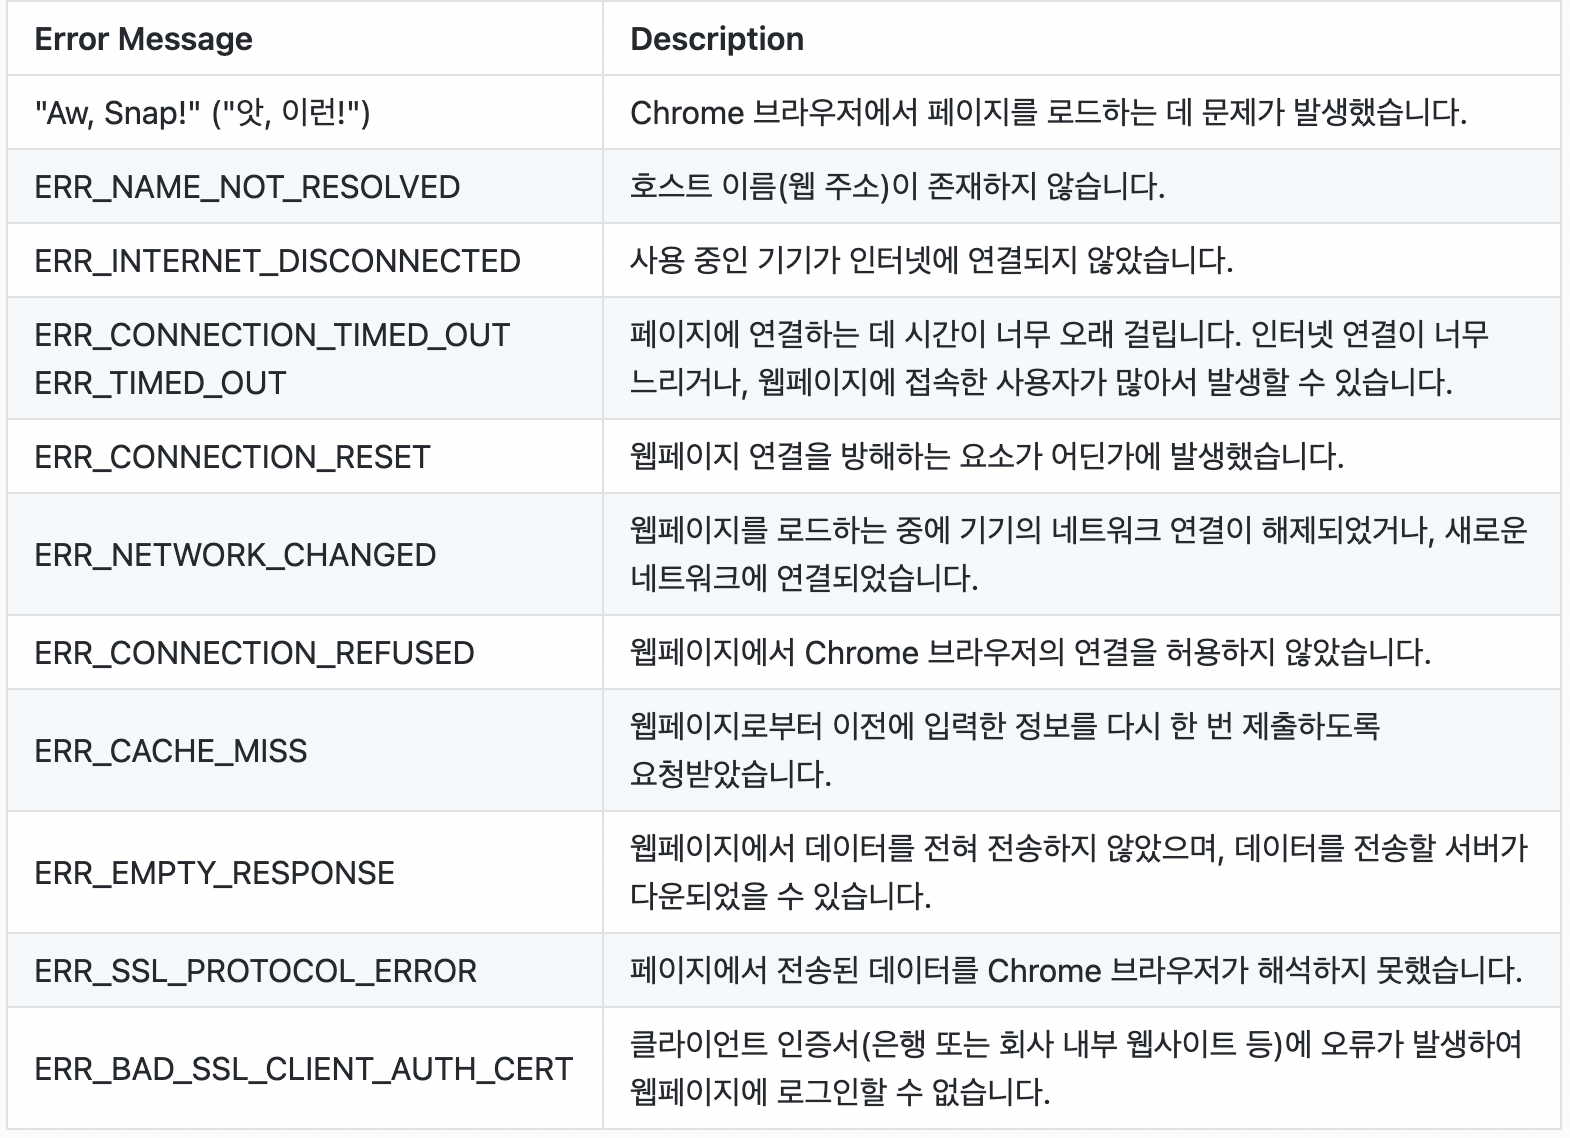 Error Message
Description
"Aw, Snap!" ("앗, 이런!")
Chrome 브라우저에서 페이지를 로드하는 데 문제가 발생했습니다.
ERR_NAME_NOT_RESOLVED
호스트 이름(웹 주소)이 존재하지 않습니다.
ERR_INTERNET_DISCONNECTED
사용 중인 기기가 인터넷에 연결되지 않았습니다.
ERR_CONNECTION_TIMED_OUT
ERR_TIMED_OUT
페이지에 연결하는 데 시간이 너무 오래 걸립니다. 인터넷 연결이 너무
느리거나, 웹페이지에 접속한 사용자가 많아서 발생할 수 있습니다.
ERR_CONNECTION_RESET
웹페이지 연결을 방해하는 요소가 어딘가에 발생했습니다.
ERR_NETWORK_CHANGED
웹페이지를 로드하는 중에 기기의 네트워크 연결이 해제되었거나, 새로운
네트워크에 연결되었습니다.
ERR_CONNECTION_REFUSED
웹페이지에서 Chrome 브라우저의 연결을 허용하지 않았습니다.
ERR_CACHE_MISS
웹페이지로부터 이전에 입력한 정보를 다시 한 번 제출하도록
요청받았습니다.
ERR_EMPTY_RESPONSE
웹페이지에서 데이터를 전혀 전송하지 않았으며, 데이터를 전송할 서버가
다운되었을 수 있습니다.
ERR_SSL_PROTOCOL_ERROR
페이지에서 전송된 데이터를 Chrome 브라우저가 해석하지 못했습니다.
ERR_BAD_SSL_CLIENT_AUTH_CERT
클라이언트 인증서(은행 또는 회사 내부 웹사이트 등)에 오류가 발생하여
웹페이지에 로그인할 수 없습니다.